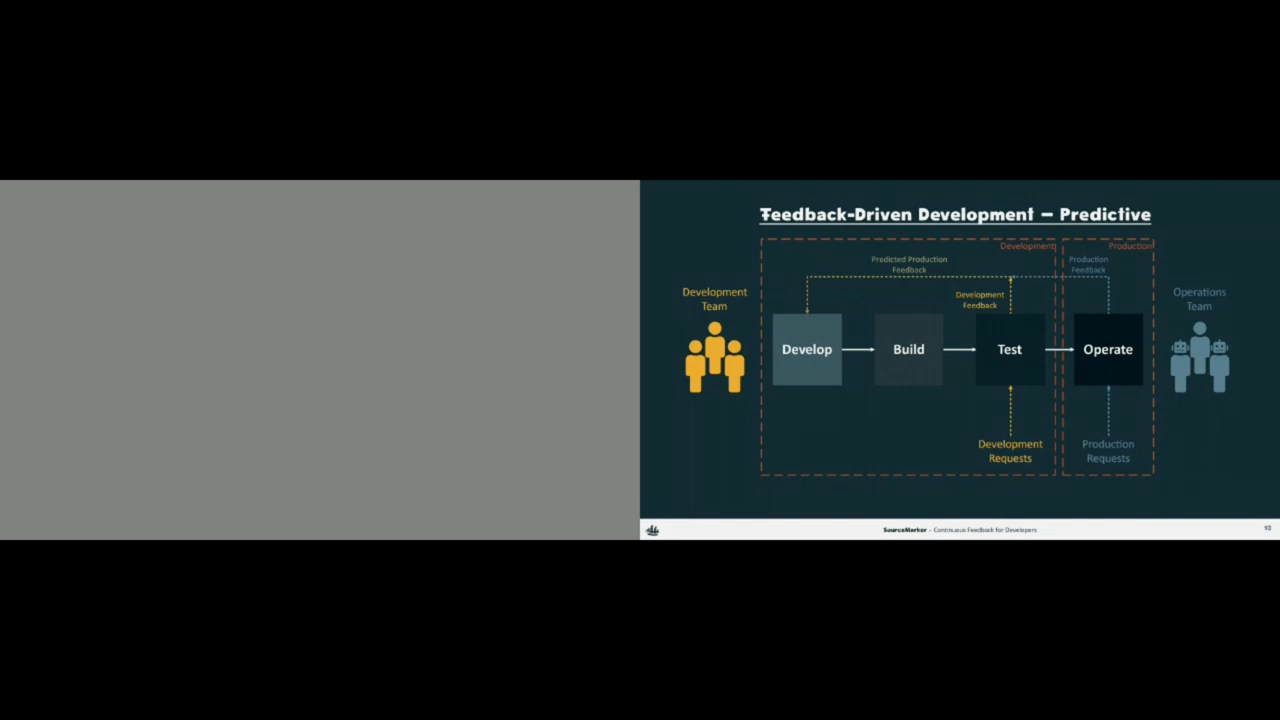 Feedback-Driven Development – Predictive
Development
Production
Predicted Production
Feedback
Production
Feedback
Development
Team
Development
Feedback
Operations
Team
Develop
Build
Test
Operate
Development
Requests
Production
Requests
SourceMarker – Continuous Feedback for Developers